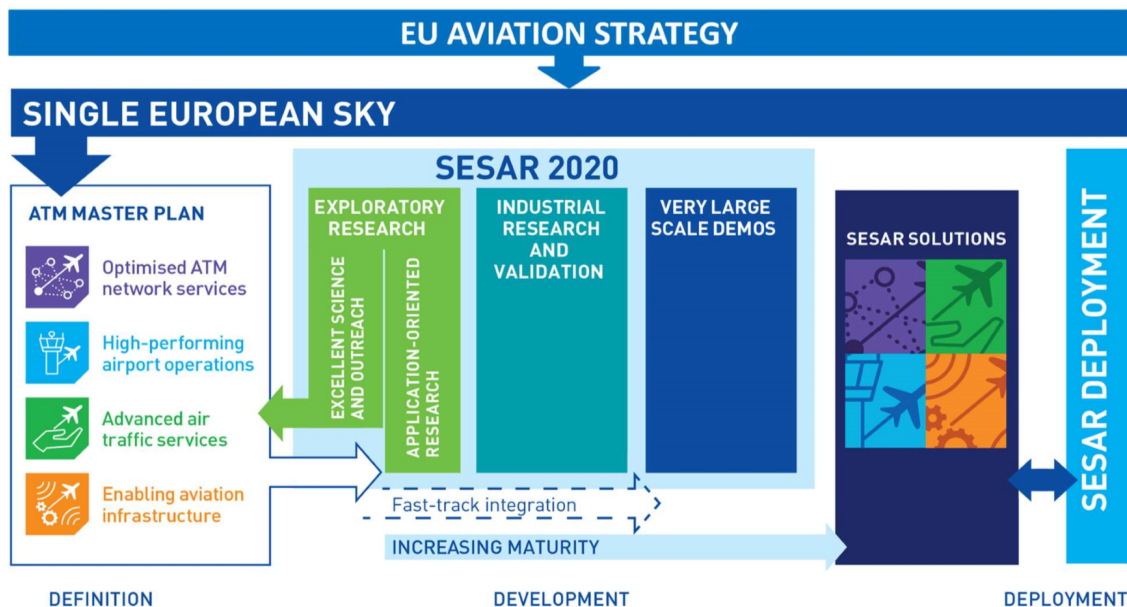 EU AVIATION STRATEGY
SINGLE EUROPEAN SKY
SESAR 2020
ATM MASTER PLAN
Optimised ATM
network services
High-performing
airport operations
Advanced air
traffic services
Enabling aviation
infrastructure
EXPLORATORY
RESEARCH
EXCELLENT SCIENCE
AND OUTREACH
APPLICATION-ORIENTED
RESEARCH
INDUSTRIAL
RESEARCH
AND
VALIDATION
VERY LARGE
SCALE DEMOS
Fast-track integration
INCREASING MATURITY
SESAR SOLUTIONS
SESAR DEPLOYMENT
DEFINITION
DEVELOPMENT
DEPLOYMENT